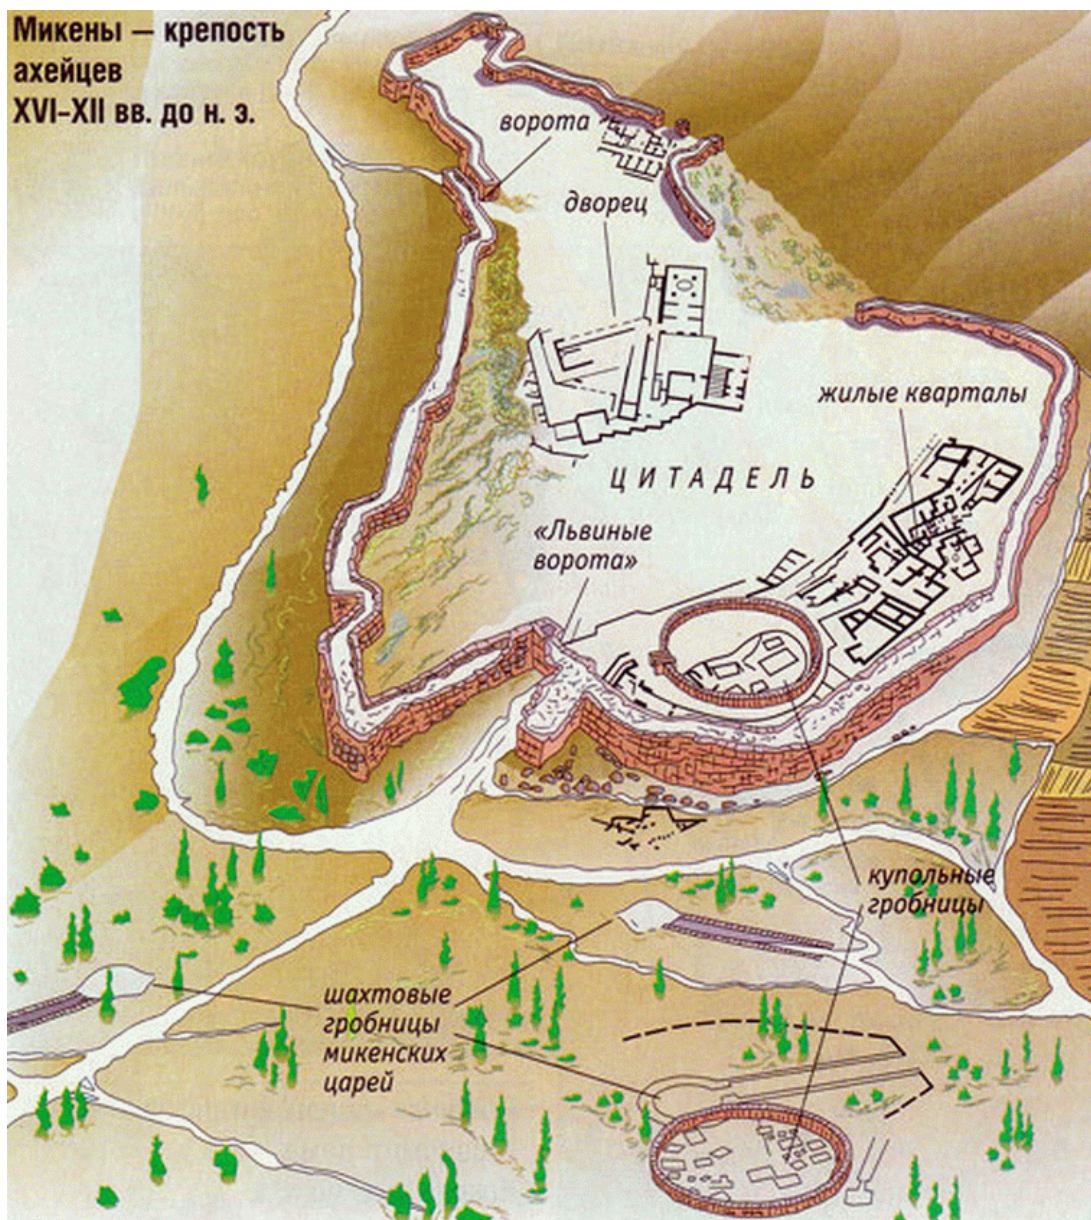 Микены – крепость
ахейцев
XVI–XII вв. до н. э.
ворота
дворец
жилые кварталы
ЦИТАДЕЛЬ
«Львиные
ворота»
купольные
гробницы
шахтовые
гробницы
микенских
царей